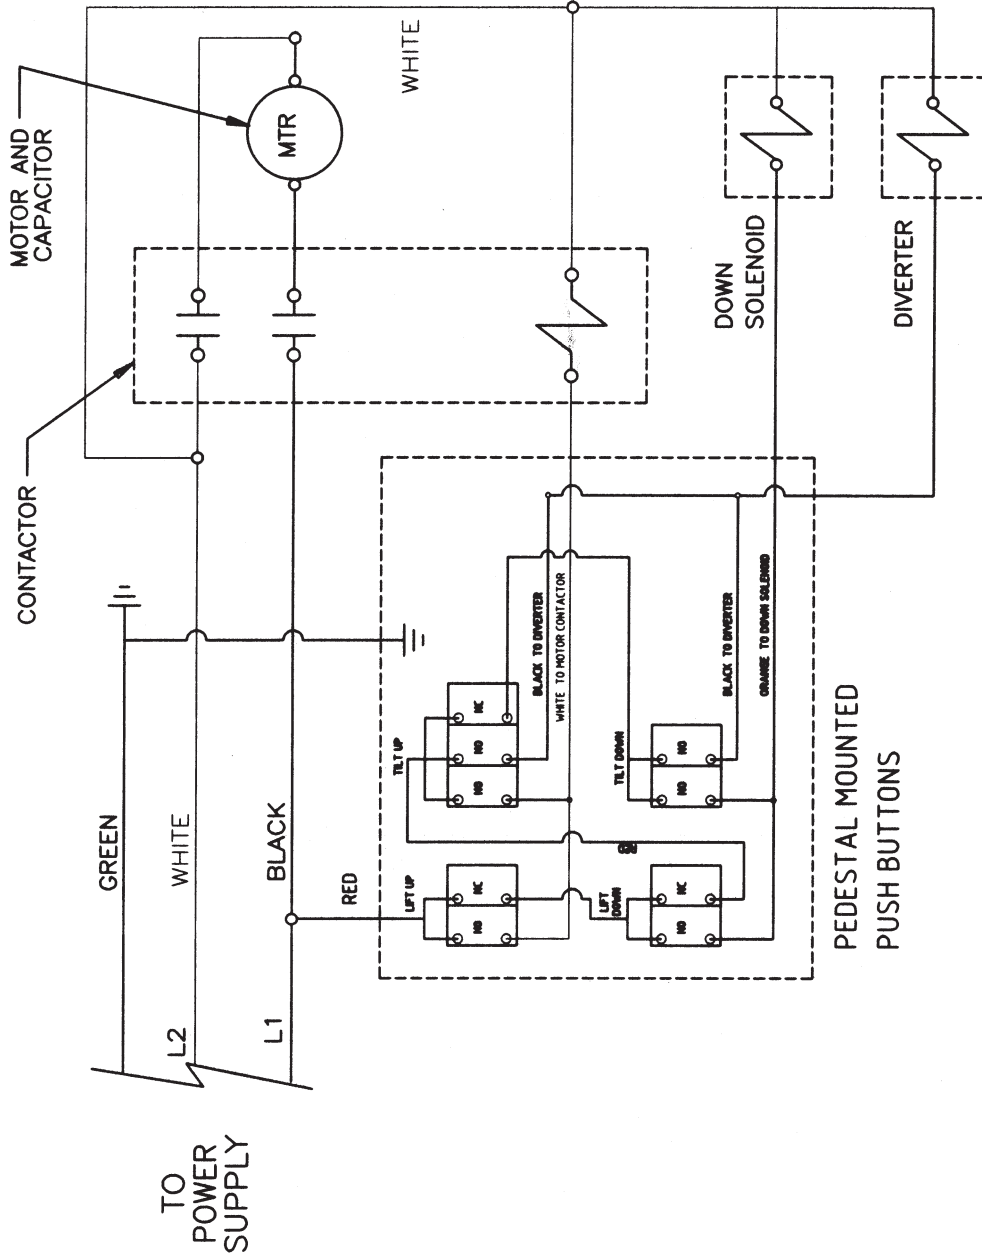 TO
POWER
SUPPLY
L2
L1
GREEN
WHITE
BLACK
RED
CONTACTOR
MOTOR AND
CAPACITOR
MTR
WHITE
LIFT UP
NO
NC
TILT UP
NO
NO
NC
LIFT
DOWN
NO
NC
TILT DOWN
NO
NO
BLACK TO DIVERTER
WHITE TO MOTOR CONTACTOR
BLACK TO DIVERTER
ORANGE TO DOWN SOLENOID
PEDESTAL MOUNTED
PUSH BUTTONS
DOWN
SOLENOID
DIVERTER